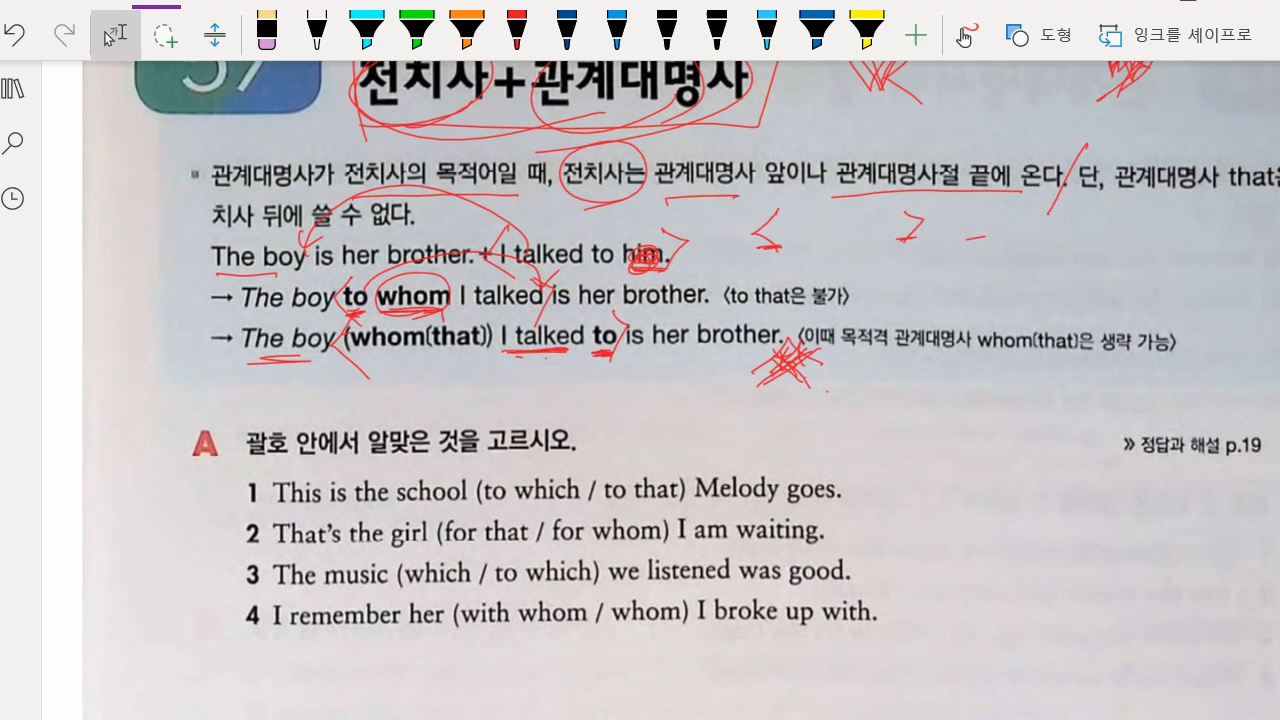 도형
잉크를 셰이프로
57
전치사+관계대명사
관계대명사가 전치사의 목적어일 때, 전치사는 관계대명사 앞이나 관계대명사절 끝에 온다. 단, 관계대명사 that은
치사 뒤에 쓸 수 없다.
The boy is her brother. + I talked to him.
→ The boy to whom I talked is her brother. 〈to that은 불가〉
→ The boy (whom(that)) I talked to is her brother. 〈이때 목적격 관계대명사 whom(that)은 생략 가능〉
A 괄호 안에서 알맞은 것을 고르시오.
» 정답과 해설 p.19
1 This is the school (to which / to that) Melody goes.
2 That's the girl (for that / for whom) I am waiting.
3 The music (which / to which) we listened was good.
4 I remember her (with whom / whom) I broke up with.